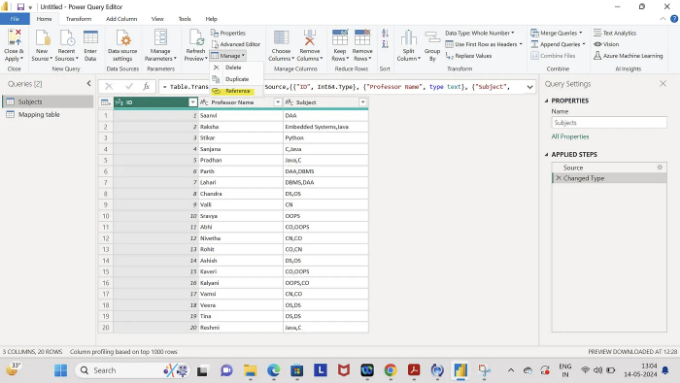 Untitled - Power Query Editor
File Home Transform Add Column View Tools Help
Close & Apply
New Source
Recent Sources
Enter Data
Data source settings
Manage Parameters
Refresh Preview
Properties
Advanced Editor
Manage
Choose Columns
Remove Columns
Keep Rows
Remove Rows
Split Column
Group By
Data Type: Whole Number
Use First Row as Headers
Replace Values
Merge Queries
Append Queries
Combine Files
Text Analytics
Vision
Azure Machine Learning
Close New Query Data Sources Parameters Manage Columns Reduce Rows Sort Transform Combine AI Insights
Delete
Duplicate
Reference
Queries [2]
Subjects
Mapping table
= Table.Trans Source,{{"ID", Int64.Type}, {"Professor Name", type text}, {"Subject",
ID Professor Name Subject
1 1 Saanvi DAA
2 2 Raksha Embedded Systems,Java
3 3 Stikar Python
4 4 Sanjana C,Java
5 5 Pradhan Java,C
6 6 Parth DAA,DBMS
7 7 Lahari DBMS,DAA
8 8 Chandra DS,OS
9 9 Valli CN
10 10 Sravya OOPS
11 11 Abhi CO,OOPS
12 12 Nivetha CN,CO
13 13 Rohit CO,CN
14 14 Ashish DS,OS
15 15 Kaveri CO,OOPS
16 16 Kalyani OOPS,CO
17 17 Vamsi CN,CO
18 18 Veera OS,DS
19 19 Tina OS,DS
20 20 Reshmi Java,C
Query Settings
PROPERTIES
Name
Subjects
All Properties
APPLIED STEPS
Source
Changed Type
3 COLUMNS, 20 ROWS Column profiling based on top 1000 rows
PREVIEW DOWNLOADED AT 12:28
33°
Search
ENG
IN
13:04
14-05-2024